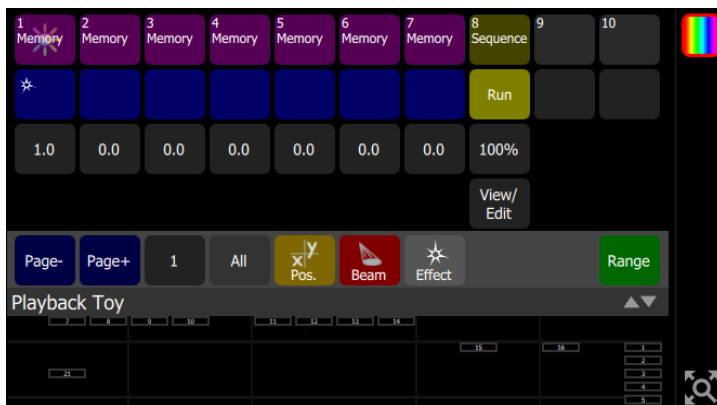 1 2 3 4 5 6 7 8 9 10
Memory Memory Memory Memory Memory Memory Memory Sequence
Run
1.0 0.0 0.0 0.0 0.0 0.0 0.0 100%
View/
Edit
Page- Page+ 1 All x y Pos. Beam Effect Range
Playback Toy
7 8 9 10 11 12 13 14
15 16 1
2
21 3
4
5